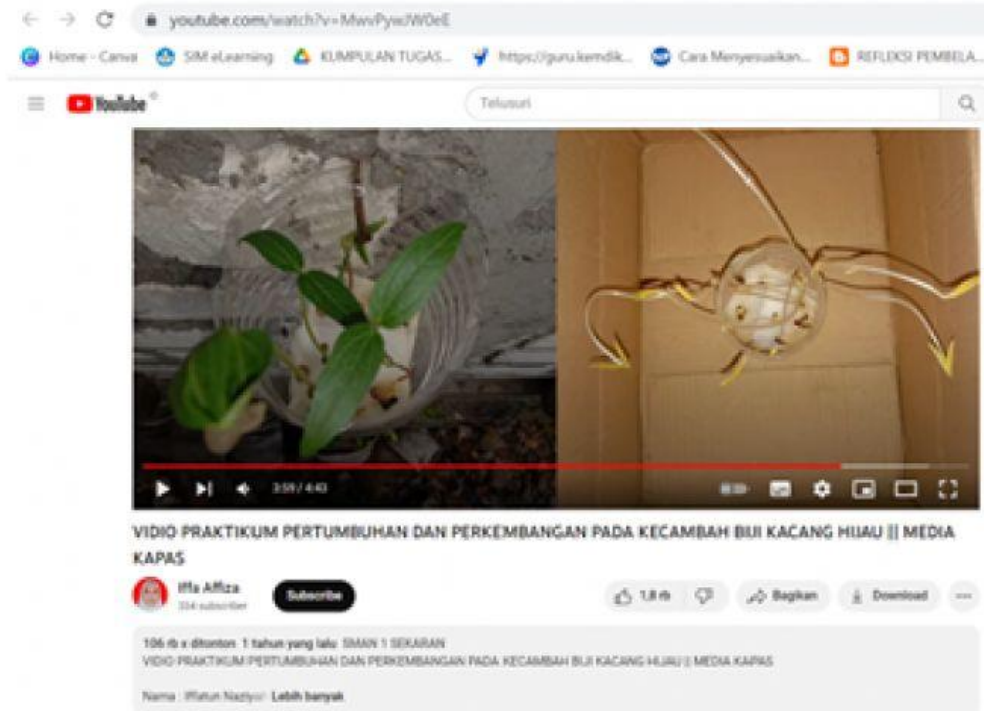 youtube.com/watch?v=MwvPywJW0eE
Home - Canva SIM eLearning KUMPULAN TUGAS... https://guru.kemdik... Cara Menyesuaikan... REFLEKSI PEMBELA...
YouTube Telusuri
3:59 / 4:43
VIDIO PRAKTIKUM PERTUMBUHAN DAN PERKEMBANGAN PADA KECAMBAH BIJI KACANG HIJAU || MEDIA
KAPAS
Iffa Affiza
334 subscriber
Subscribe
1,8 rb Bagikan Download
106 rb x ditonton 1 tahun yang lalu SMAN 1 SEKARAN
VIDIO PRAKTIKUM PERTUMBUHAN DAN PERKEMBANGAN PADA KECAMBAH BIJI KACANG HIJAU || MEDIA KAPAS
Nama : Iffatun Lebih banyak